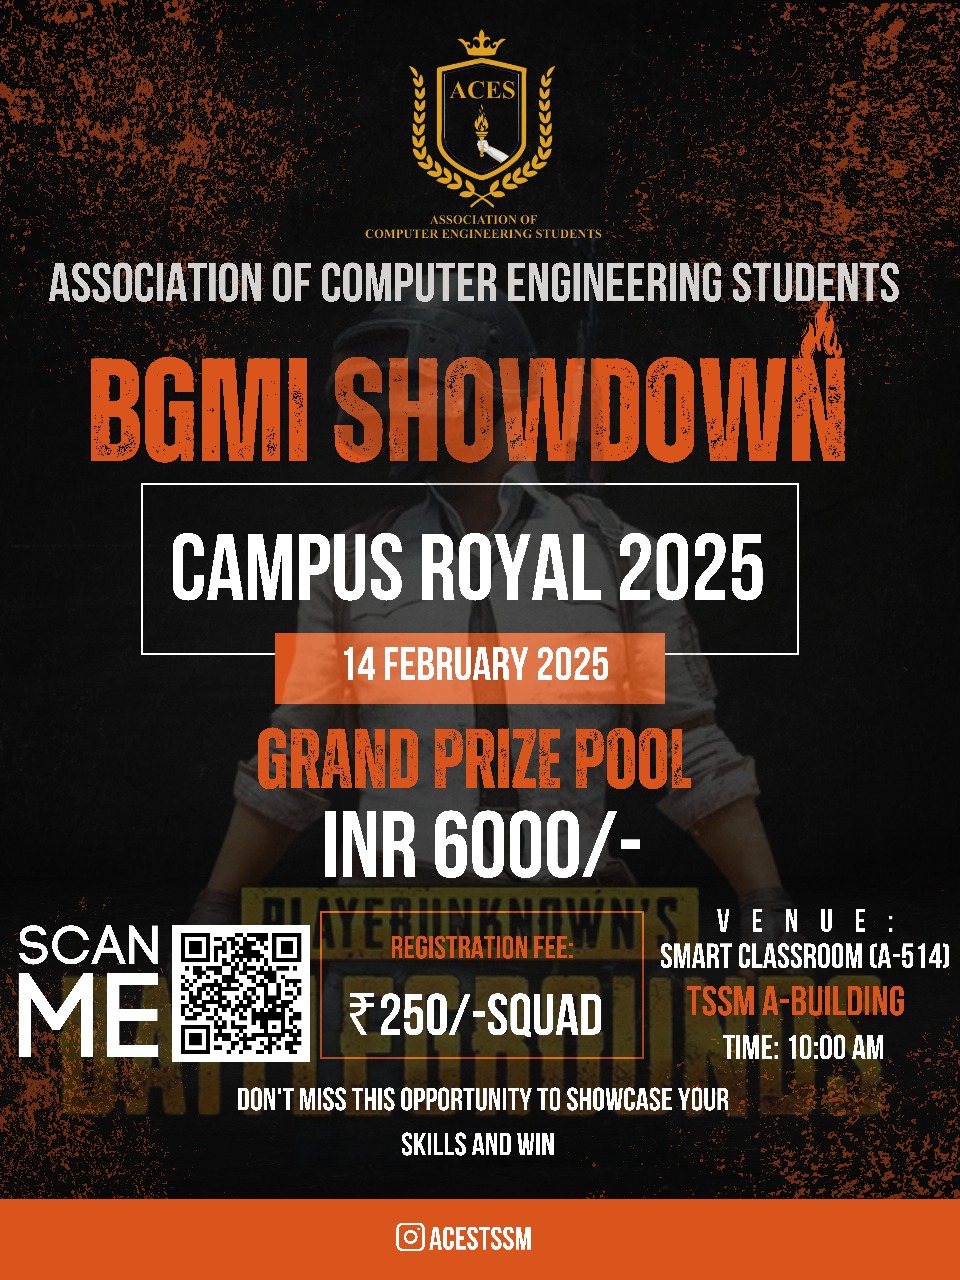 ACES
ASSOCIATION OF
COMPUTER ENGINEERING STUDENTS
ASSOCIATION OF COMPUTER ENGINEERING STUDENTS
BGMI SHOWDOWN
CAMPUS ROYAL 2025
14 FEBRUARY 2025
GRAND PRIZE POOL
INR 6000/-
PLAYERUNKNOWN'S
BATTLEGROUNDS
SCAN
ME
REGISTRATION FEE:
₹250/-SQUAD
VENUE:
SMART CLASSROOM (A-514)
TSSM A-BUILDING
TIME: 10:00 AM
DON'T MISS THIS OPPORTUNITY TO SHOWCASE YOUR
SKILLS AND WIN
ACESTSSM